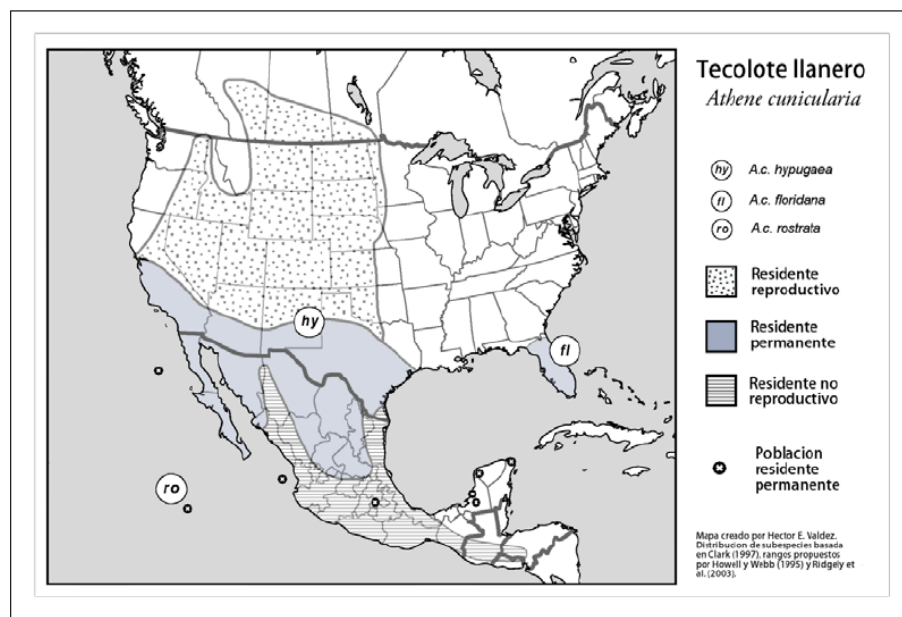 Tecolote llanero
Athene cunicularia
hy A.c. hypugaea
fl A.c. floridana
ro A.c. rostrata
Residente
reproductivo
Residente
permanente
Residente no
reproductivo
Poblacion
residente
permanente
Mapa creado por Hector E. Valdez.
Distribucion de subespecies basada
en Clark (1997), rangos propuestos
por Howell y Webb (1995) y Ridgely et
al. (2003).
hy
fl
ro